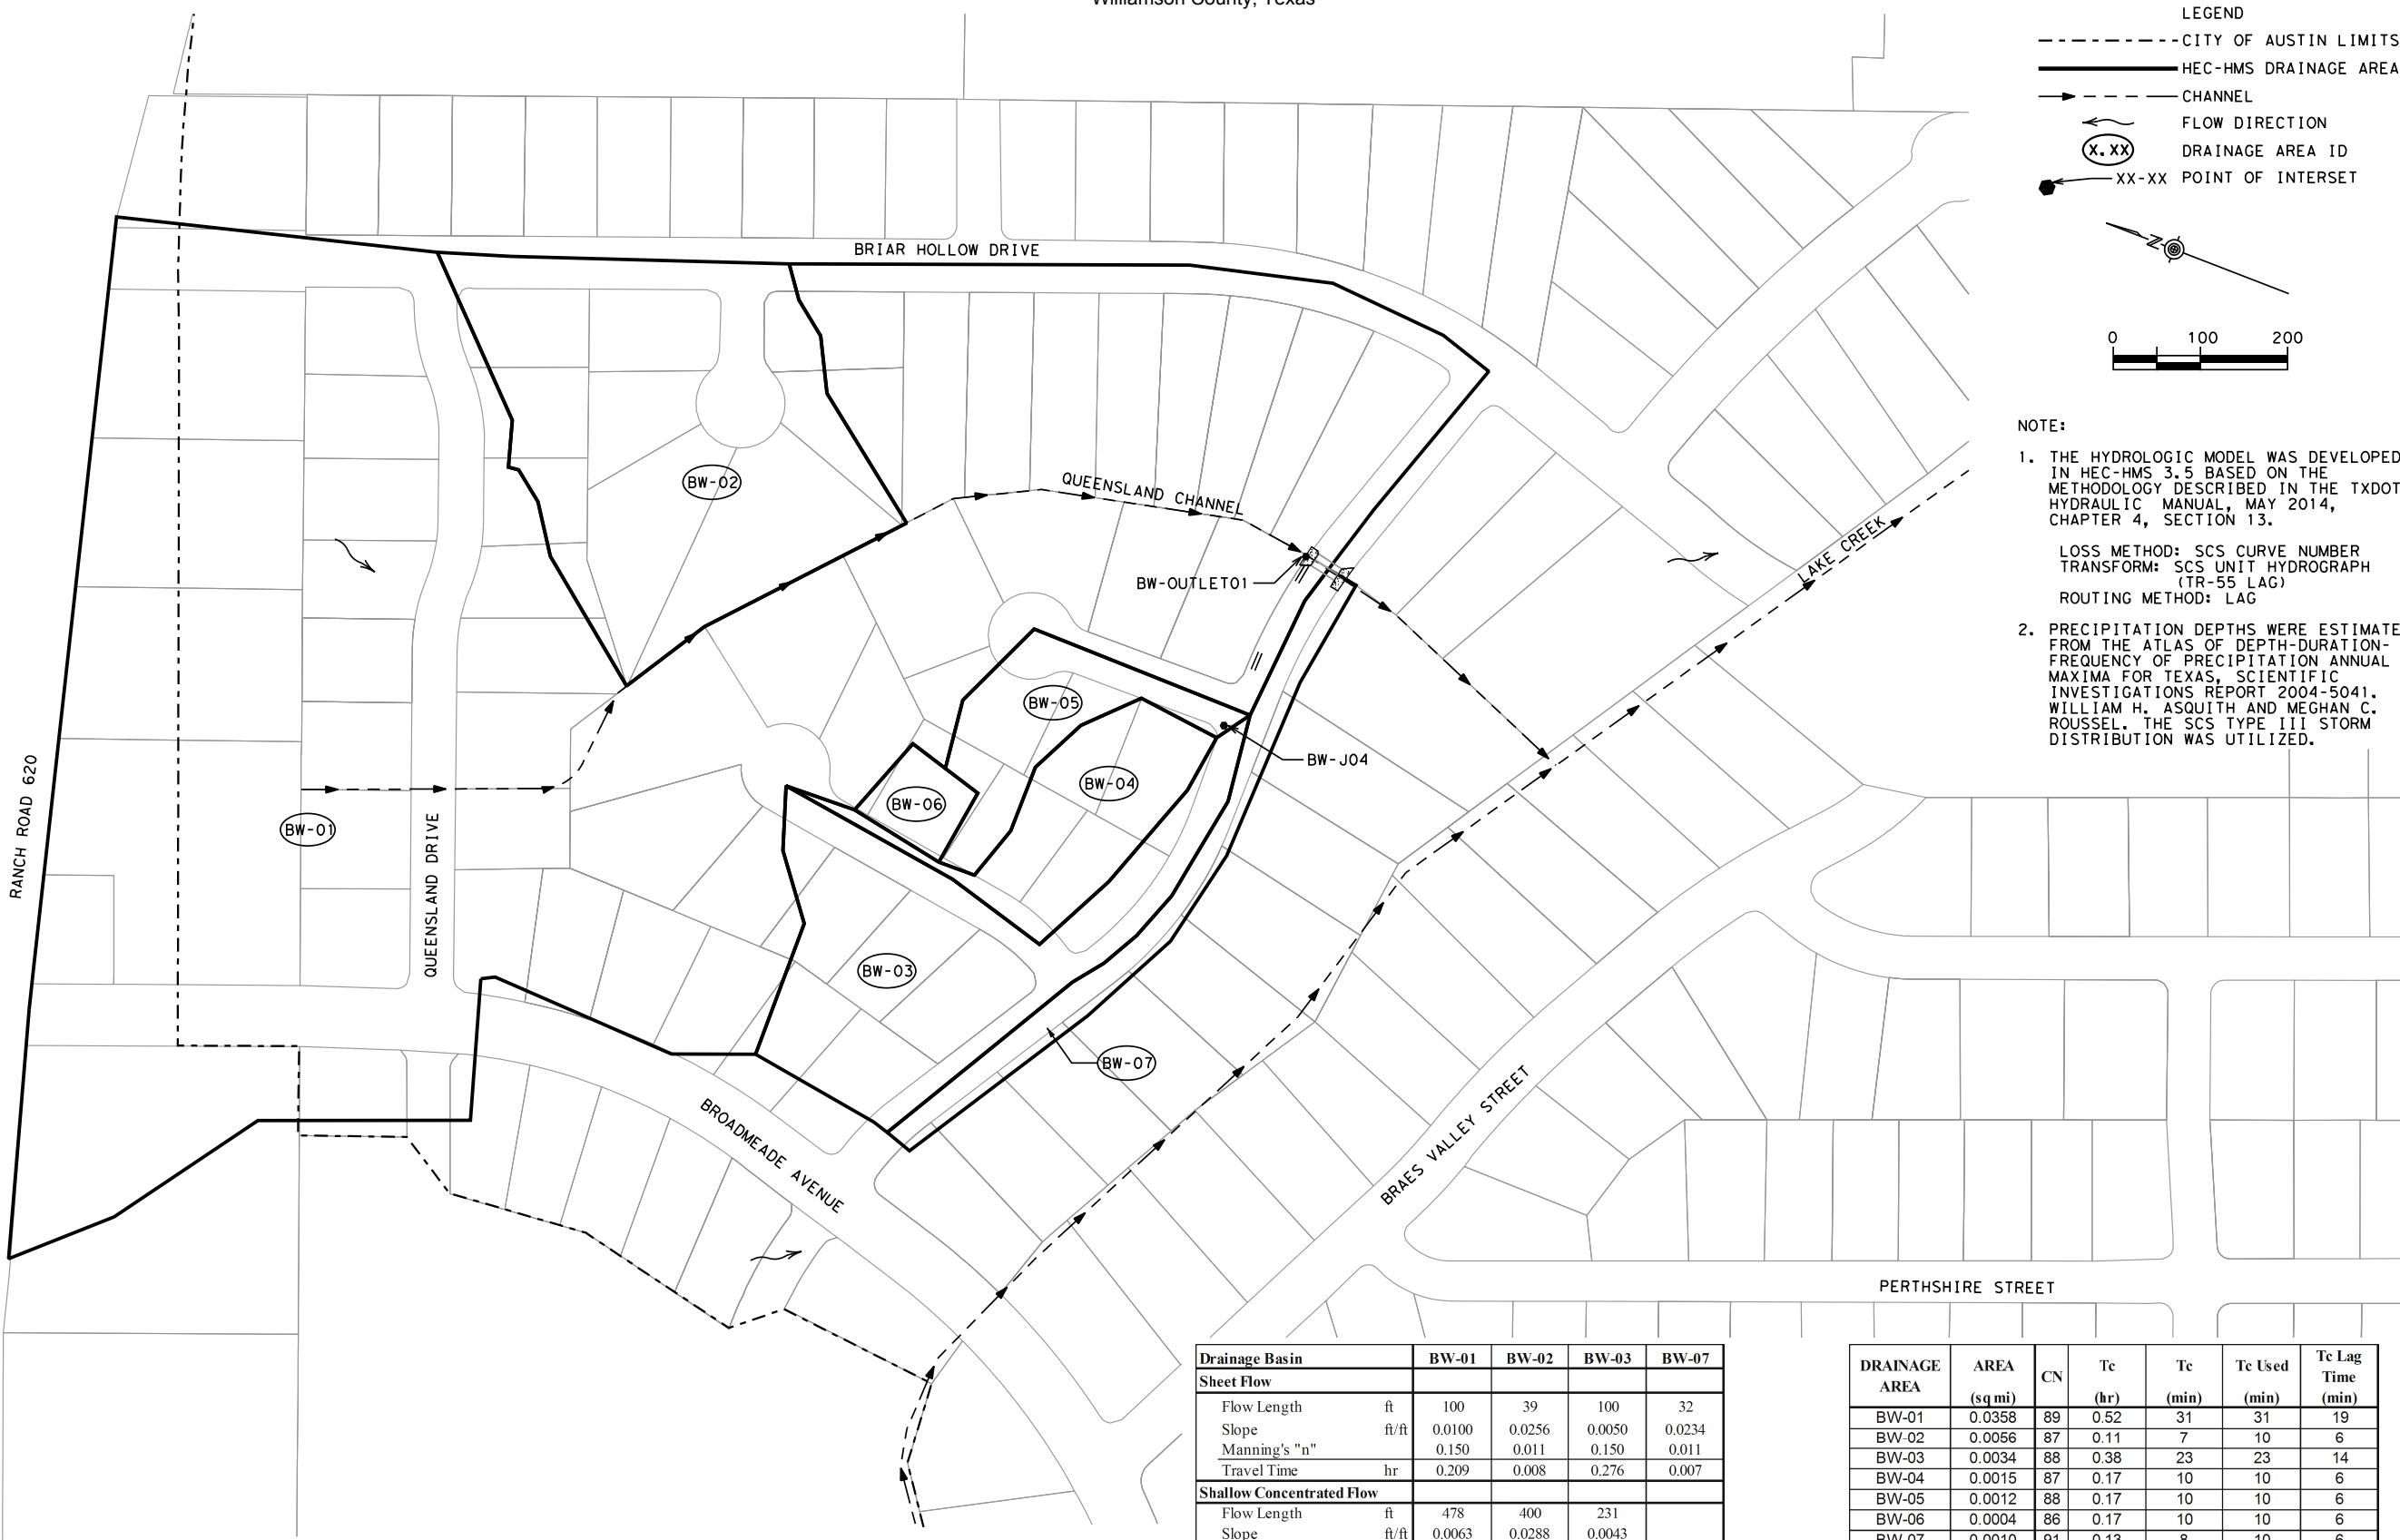 Williamson County, Texas
LEGEND
CITY OF AUSTIN LIMITS
HEC-HMS DRAINAGE AREA
CHANNEL
FLOW DIRECTION
X.XX DRAINAGE AREA ID
XX-XX POINT OF INTERSET
N
0 100 200
NOTE:
1. THE HYDROLOGIC MODEL WAS DEVELOPED
IN HEC-HMS 3.5 BASED ON THE
METHODOLOGY DESCRIBED IN THE TXDOT
HYDRAULIC MANUAL, MAY 2014,
CHAPTER 4, SECTION 13.
LOSS METHOD: SCS CURVE NUMBER
TRANSFORM: SCS UNIT HYDROGRAPH
(TR-55 LAG)
ROUTING METHOD: LAG
2. PRECIPITATION DEPTHS WERE ESTIMATE
FROM THE ATLAS OF DEPTH-DURATION-
FREQUENCY OF PRECIPITATION ANNUAL
MAXIMA FOR TEXAS, SCIENTIFIC
INVESTIGATIONS REPORT 2004-5041.
WILLIAM H. ASQUITH AND MEGHAN C.
ROUSSEL. THE SCS TYPE III STORM
DISTRIBUTION WAS UTILIZED.
BRIAR HOLLOW DRIVE
BW-02
QUEENSLAND CHANNEL
BW-OUTLET01
LAKE CREEK
BW-05
BW-J04
BW-04
BW-06
BW-01
RANCH ROAD 620
QUEENSLAND DRIVE
BW-03
BW-07
BROADMEADE AVENUE
BRAES VALLEY STREET
PERTHSHIRE STREET
Drainage Basin BW-01 BW-02 BW-03 BW-07
Sheet Flow
Flow Length ft 100 39 100 32
Slope ft/ft 0.0100 0.0256 0.0050 0.0234
Manning's "n" 0.150 0.011 0.150 0.011
Travel Time hr 0.209 0.008 0.276 0.007
Shallow Concentrated Flow
Flow Length ft 478 400 231
Slope ft/ft 0.0063 0.0288 0.0043
DRAINAGE AREA AREA (sq mi) CN Tc (hr) Tc (min) Tc Used (min) Tc Lag Time (min)
BW-01 0.0358 89 0.52 31 31 19
BW-02 0.0056 87 0.11 7 10 6
BW-03 0.0034 88 0.38 23 23 14
BW-04 0.0015 87 0.17 10 10 6
BW-05 0.0012 88 0.17 10 10 6
BW-06 0.0004 86 0.17 10 10 6
BW-07 0.0010 91 0.13 8 10 6